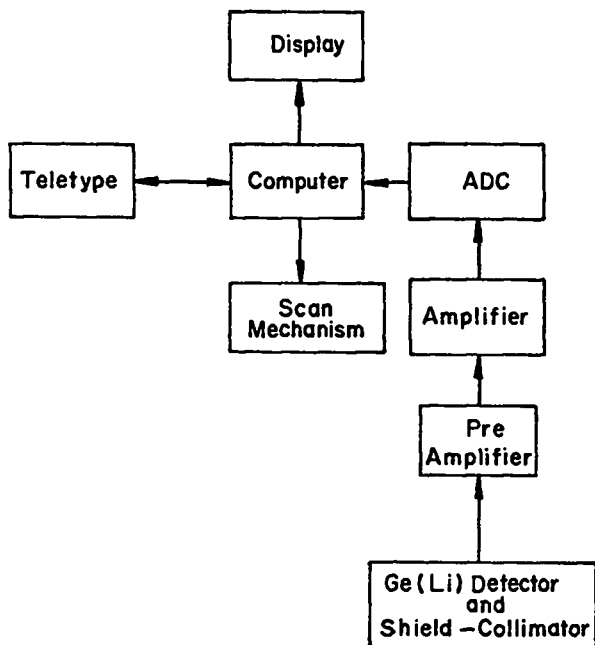 Display
Teletype
Computer
ADC
Scan
Mechanism
Amplifier
Pre
Amplifier
Ge(Li) Detector
and
Shield-Collimator